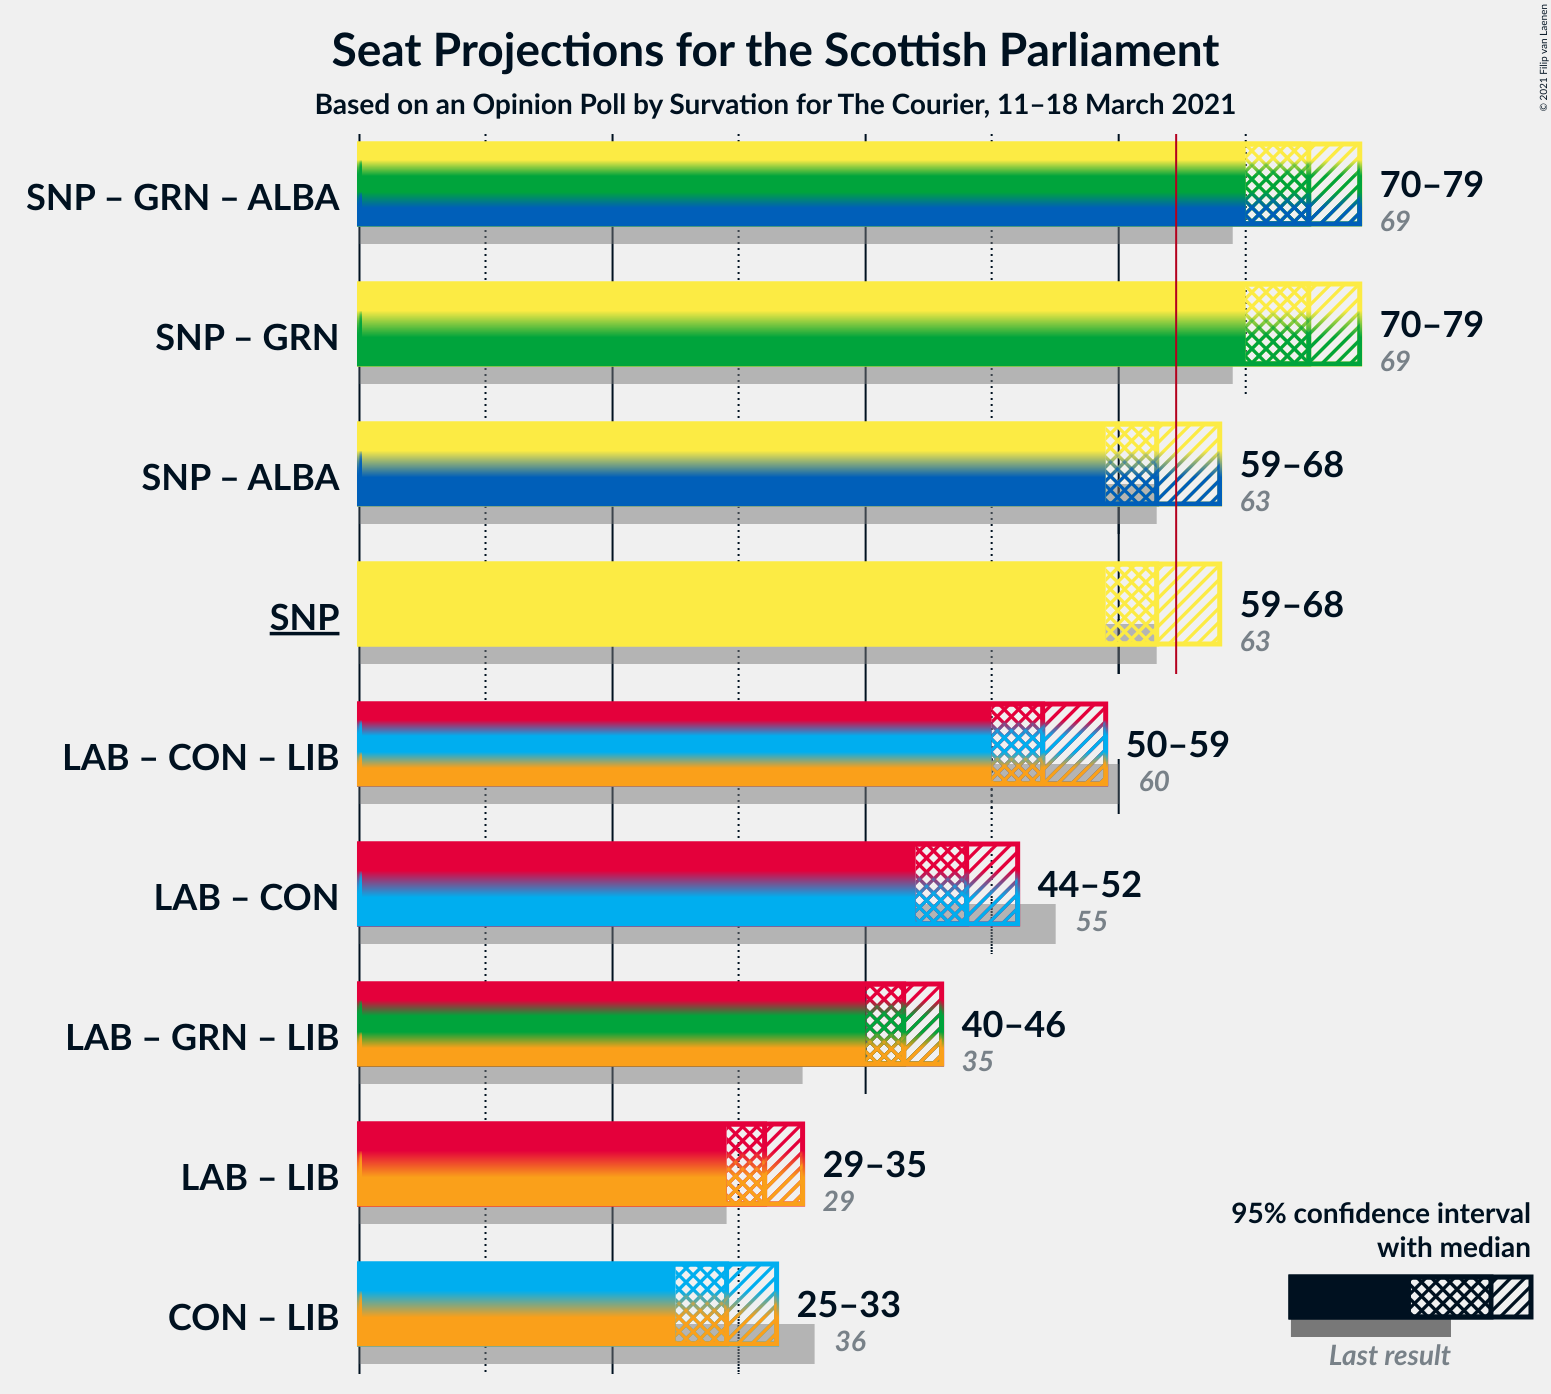 Seat Projections for the Scottish Parliament
Based on an Opinion Poll by Survation for The Courier, 11–18 March 2021
© 2021 Filip van Laenen
SNP – GRN – ALBA
70–79
69
SNP – GRN
70–79
69
SNP – ALBA
59–68
63
SNP
59–68
63
LAB – CON – LIB
50–59
60
LAB – CON
44–52
55
LAB – GRN – LIB
40–46
35
LAB – LIB
29–35
29
CON – LIB
25–33
36
95% confidence interval
with median
Last result